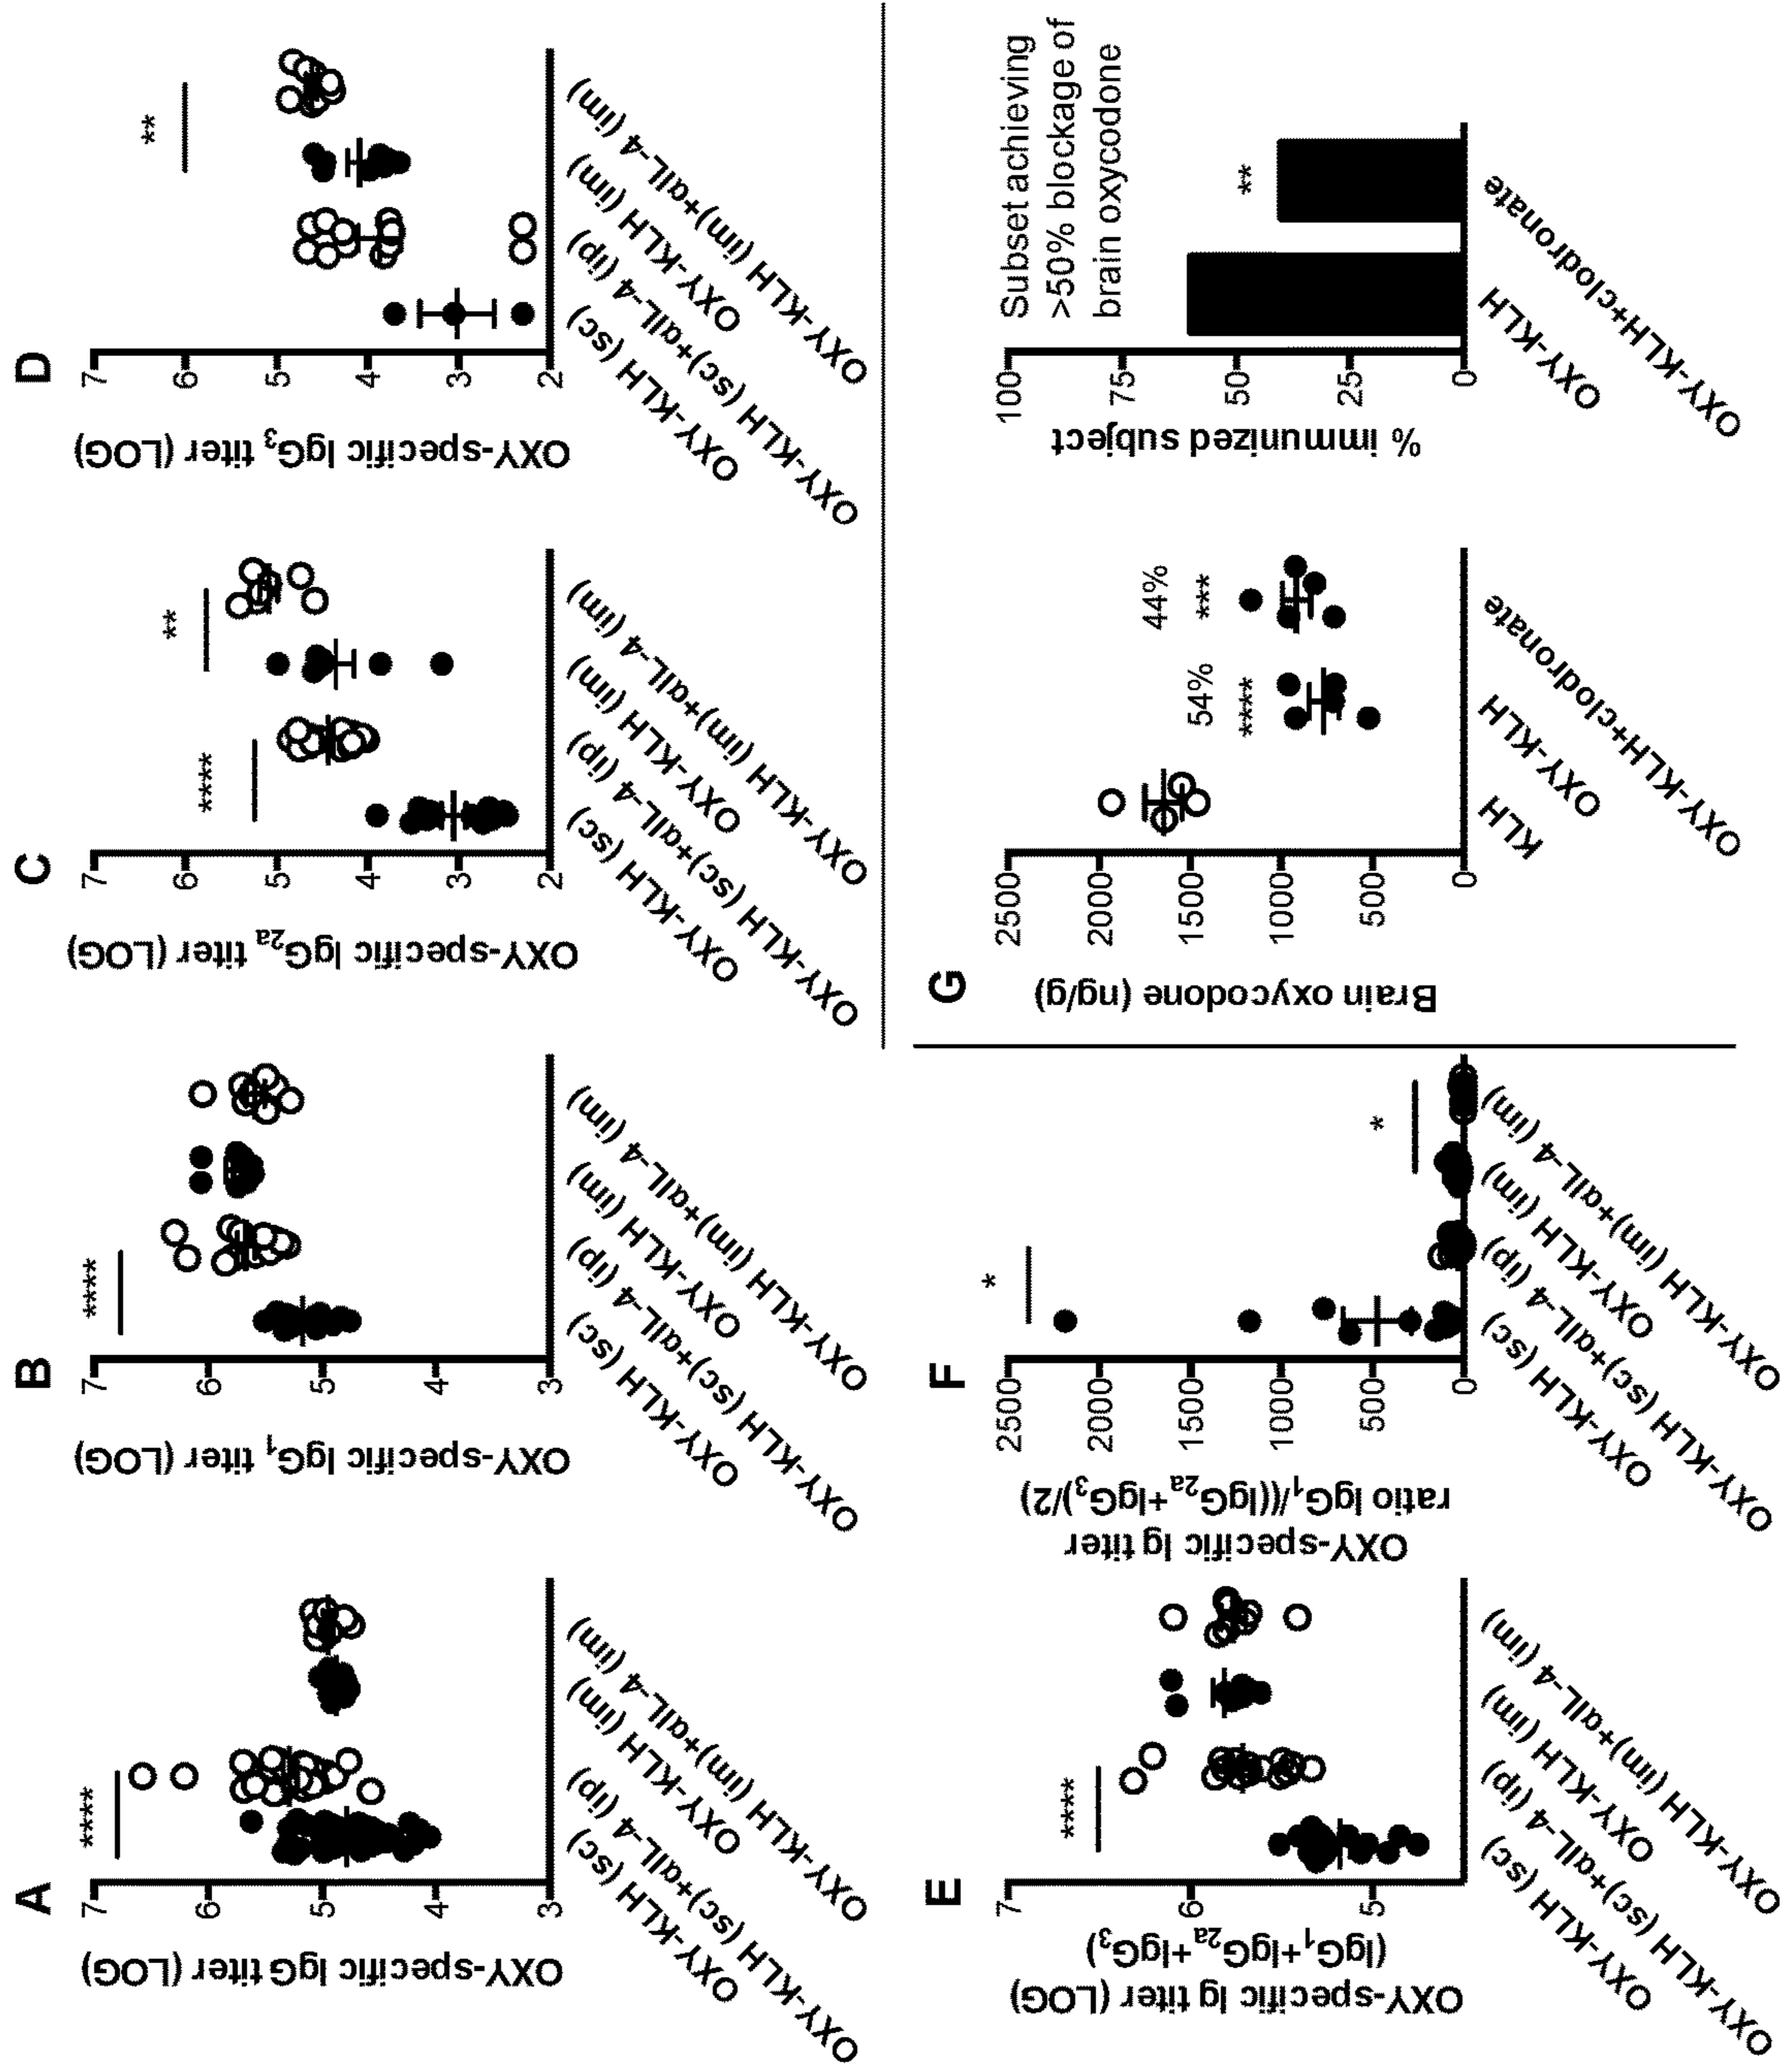 A
OXY-specific IgG titer (LOG)
7
6
5
4
3
****
OXY-KLH (sc)
OXY-KLH (sc)+αIL-4 (ip)
OXY-KLH (im)
OXY-KLH (im)+αIL-4 (im)
B
OXY-specific IgG₁ titer (LOG)
7
6
5
4
3
****
OXY-KLH (sc)
OXY-KLH (sc)+αIL-4 (ip)
OXY-KLH (im)
OXY-KLH (im)+αIL-4 (im)
C
OXY-specific IgG₂ₐ titer (LOG)
7
6
5
4
3
2
****
**
OXY-KLH (sc)
OXY-KLH (sc)+αIL-4 (ip)
OXY-KLH (im)
OXY-KLH (im)+αIL-4 (im)
D
OXY-specific IgG₃ titer (LOG)
7
6
5
4
3
2
**
OXY-KLH (sc)
OXY-KLH (sc)+αIL-4 (ip)
OXY-KLH (im)
OXY-KLH (im)+αIL-4 (im)
E
OXY-specific Ig titer (LOG)
(IgG₁+IgG₂ₐ+IgG₃)
7
6
5
****
OXY-KLH (sc)
OXY-KLH (sc)+αIL-4 (ip)
OXY-KLH (im)
OXY-KLH (im)+αIL-4 (im)
F
OXY-specific Ig titer
ratio IgG₁/((IgG₂ₐ+IgG₃)/2)
2500
2000
1500
1000
500
0
*
*
OXY-KLH (sc)
OXY-KLH (sc)+αIL-4 (ip)
OXY-KLH (im)
OXY-KLH (im)+αIL-4 (im)
G
Brain oxycodone (ng/g)
2500
2000
1500
1000
500
0
54%
****
44%
***
KLH
OXY-KLH
OXY-KLH+clodronate
% immunized subject
100
75
50
25
0
Subset achieving
>50% blockage of
brain oxycodone
**
OXY-KLH
OXY-KLH+clodronate